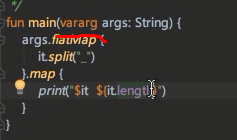 */
fun main(vararg args: String) {
args.flatMap {
it.split("_")
}.map {
print("$it  ${it.length}")
}
}